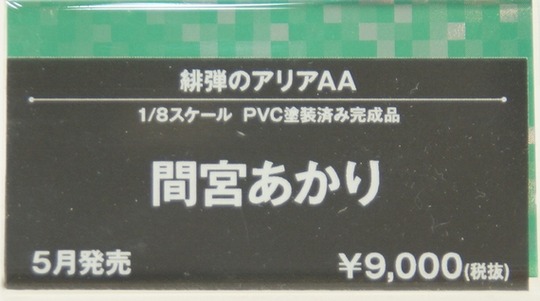 緋弾のアリアAA
1/8スケール PVC塗装済み完成品
間宮あかり
5月発売 ¥9,000(税抜)